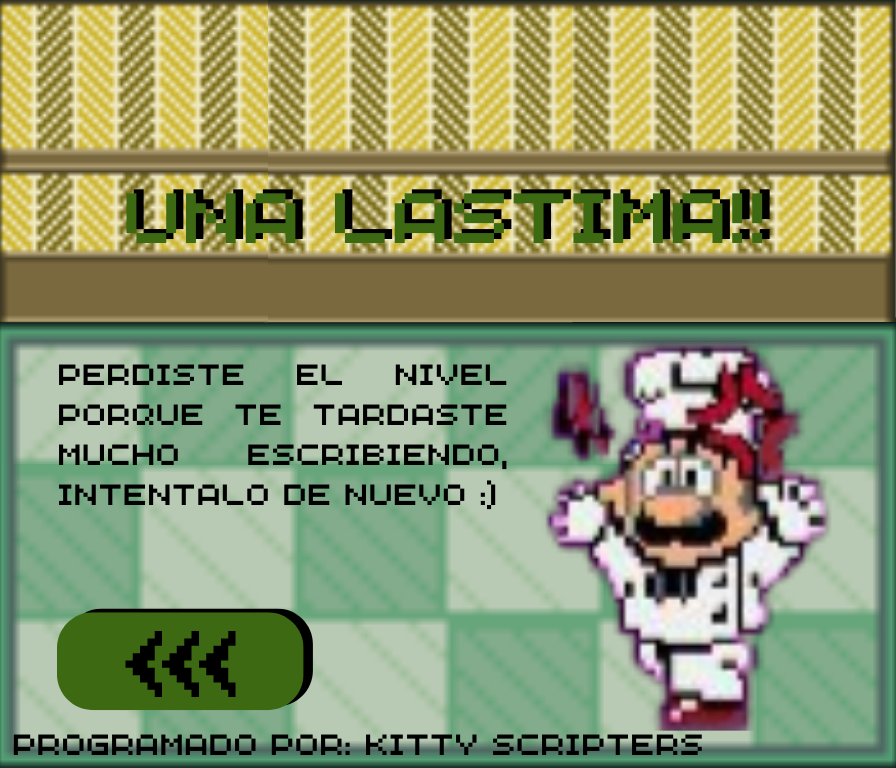 UNA LASTIMA!!
PERDISTE EL NIVEL
PORQUE TE TARDASTE
MUCHO ESCRIBIENDO,
INTENTALO DE NUEVO :)
PROGRAMADO POR: KITTY SCRIPTERS